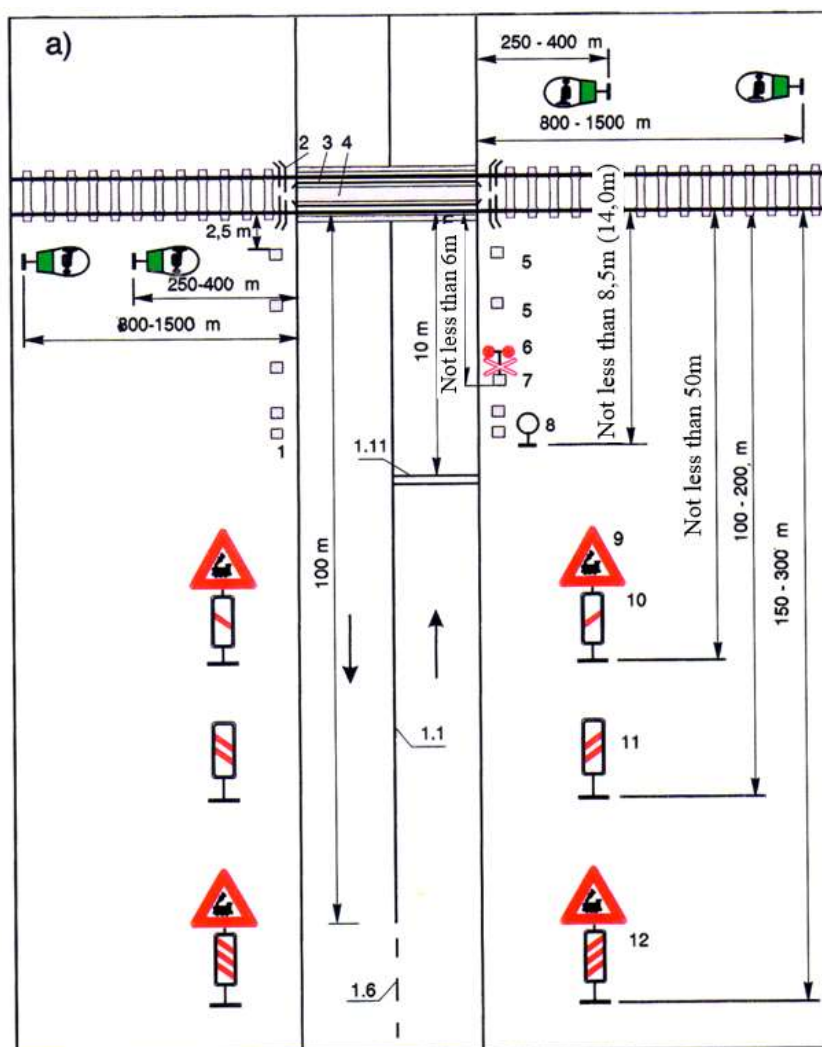 a)
250 - 400 m
800 - 1500 m
2 3 4
2,5 m
250-400 m
800-1500 m
Not less than 6m
10 m
5
5
6
7
8
Not less than 8,5m (14,0m)
Not less than 50m
100 - 200, m
150 - 300 m
1
1.11
100 m
9
10
1.1
11
12
1.6